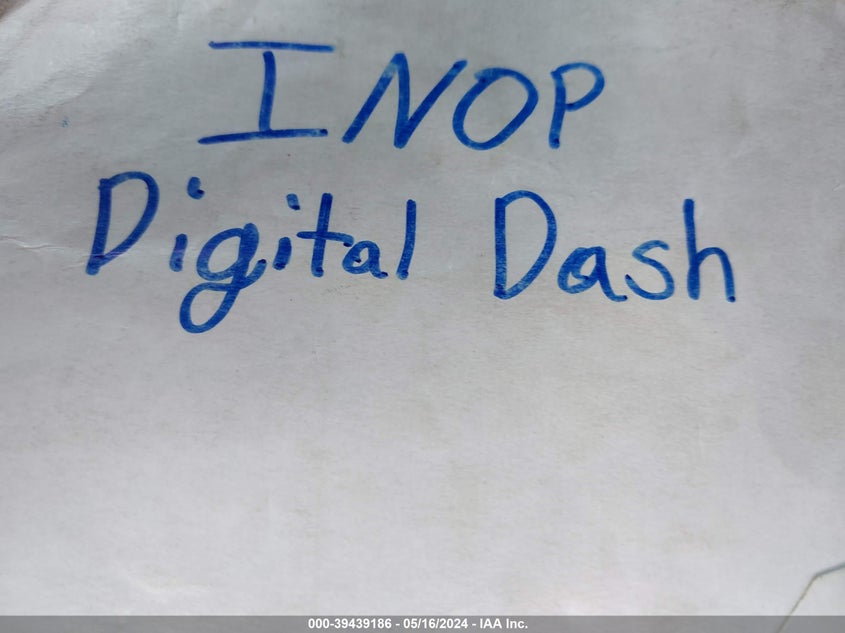 INOP
Digital Dash
000-39439186 - 05/16/2024 - IAA Inc.